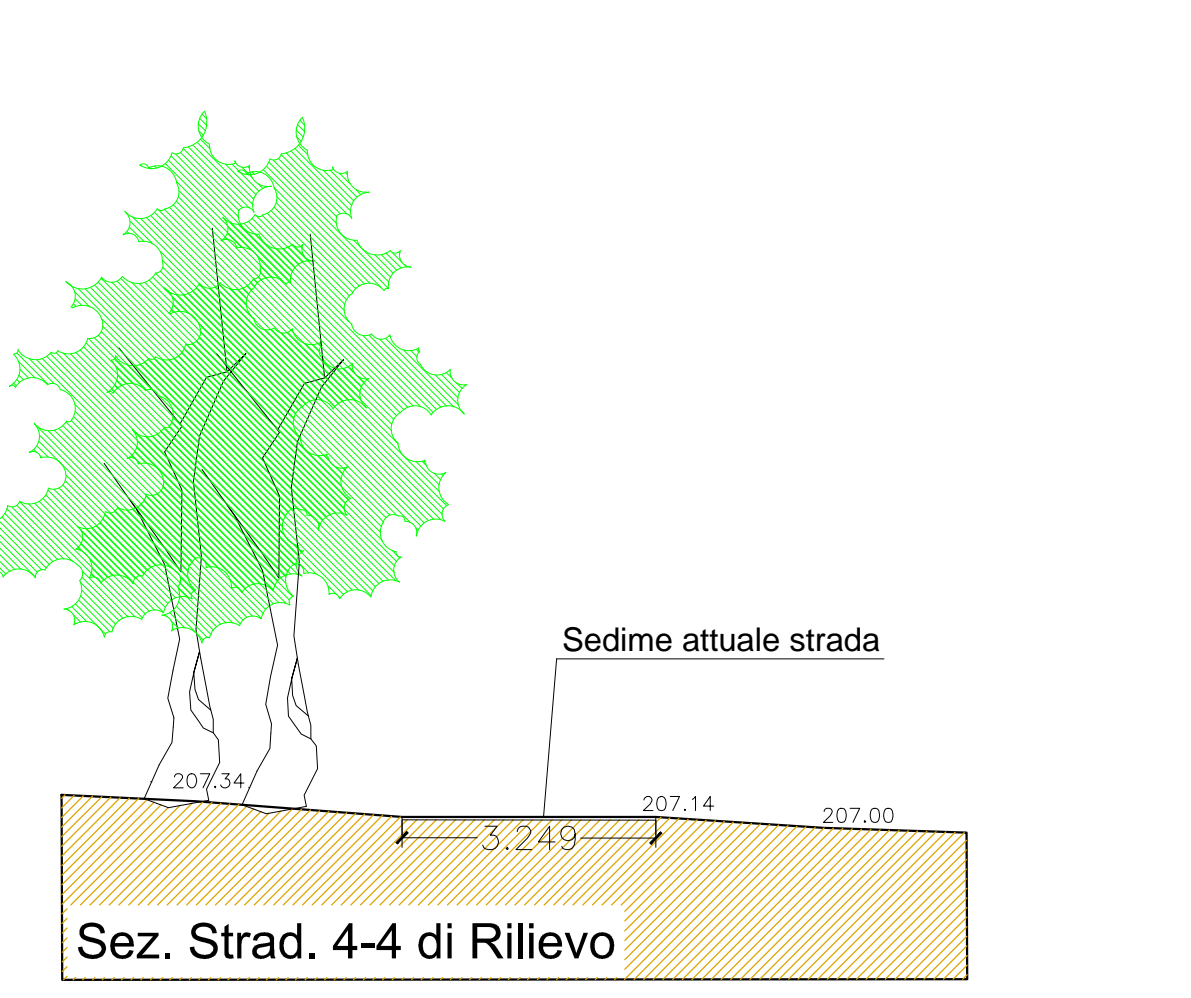 Sedime attuale strada
207.34
207.14
207.00
3.249
Sez. Strad. 4-4 di Rilievo